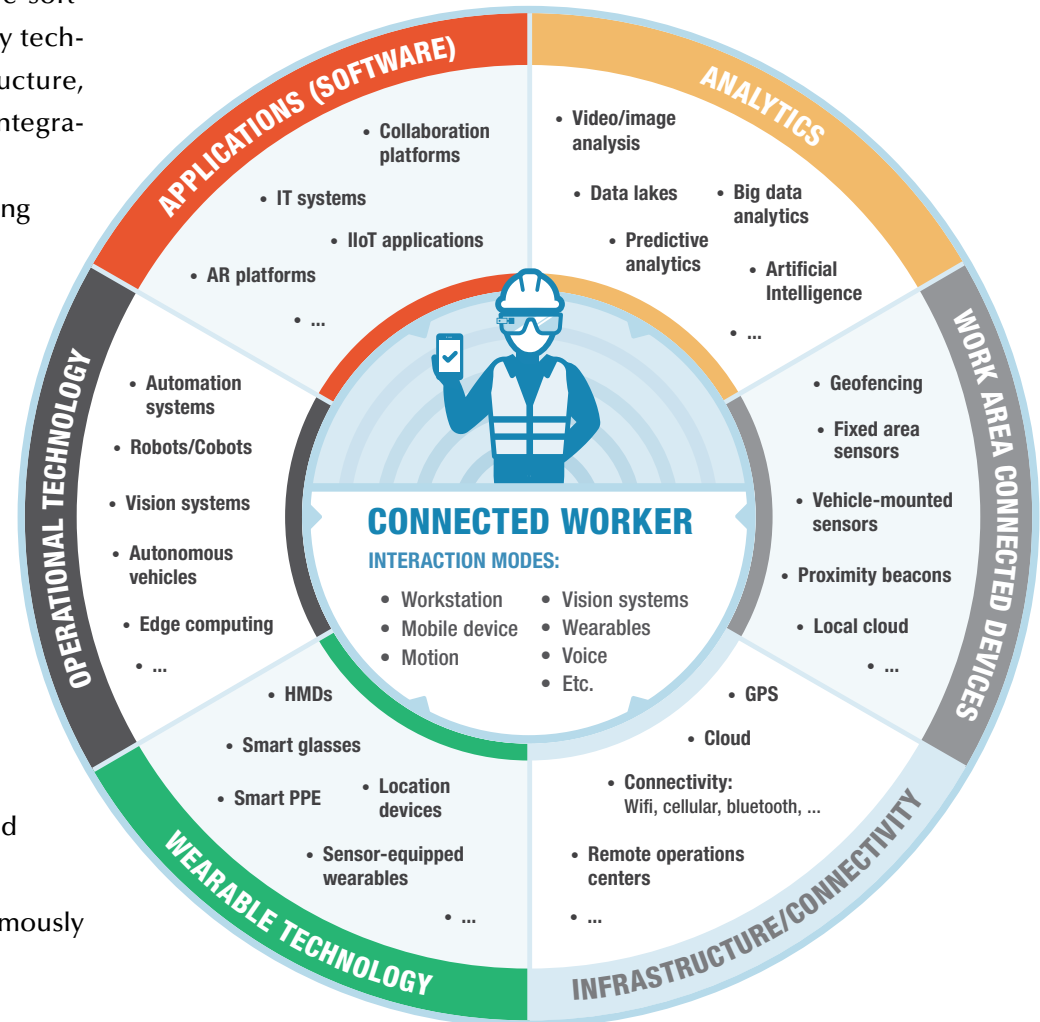 e soft-
y tech-
ucture,
ntegra-
ng
d
mously
APPLICATIONS (SOFTWARE)
• Collaboration
platforms
• IT systems
• IIoT applications
• AR platforms
• ...
ANALYTICS
• Video/image
analysis
• Data lakes
• Big data
analytics
• Predictive
analytics
• Artificial
Intelligence
• ...
WORK AREA CONNECTED DEVICES
• Geofencing
• Fixed area
sensors
• Vehicle-mounted
sensors
• Proximity beacons
• Local cloud
• ...
INFRASTRUCTURE/CONNECTIVITY
• GPS
• Cloud
• Connectivity:
Wifi, cellular, bluetooth, ...
• Remote operations
centers
• ...
WEARABLE TECHNOLOGY
• HMDs
• Smart glasses
• Smart PPE
• Location
devices
• Sensor-equipped
wearables
• ...
OPERATIONAL TECHNOLOGY
• Automation
systems
• Robots/Cobots
• Vision systems
• Autonomous
vehicles
• Edge computing
• ...
CONNECTED WORKER
INTERACTION MODES:
• Workstation
• Mobile device
• Motion
• Vision systems
• Wearables
• Voice
• Etc.